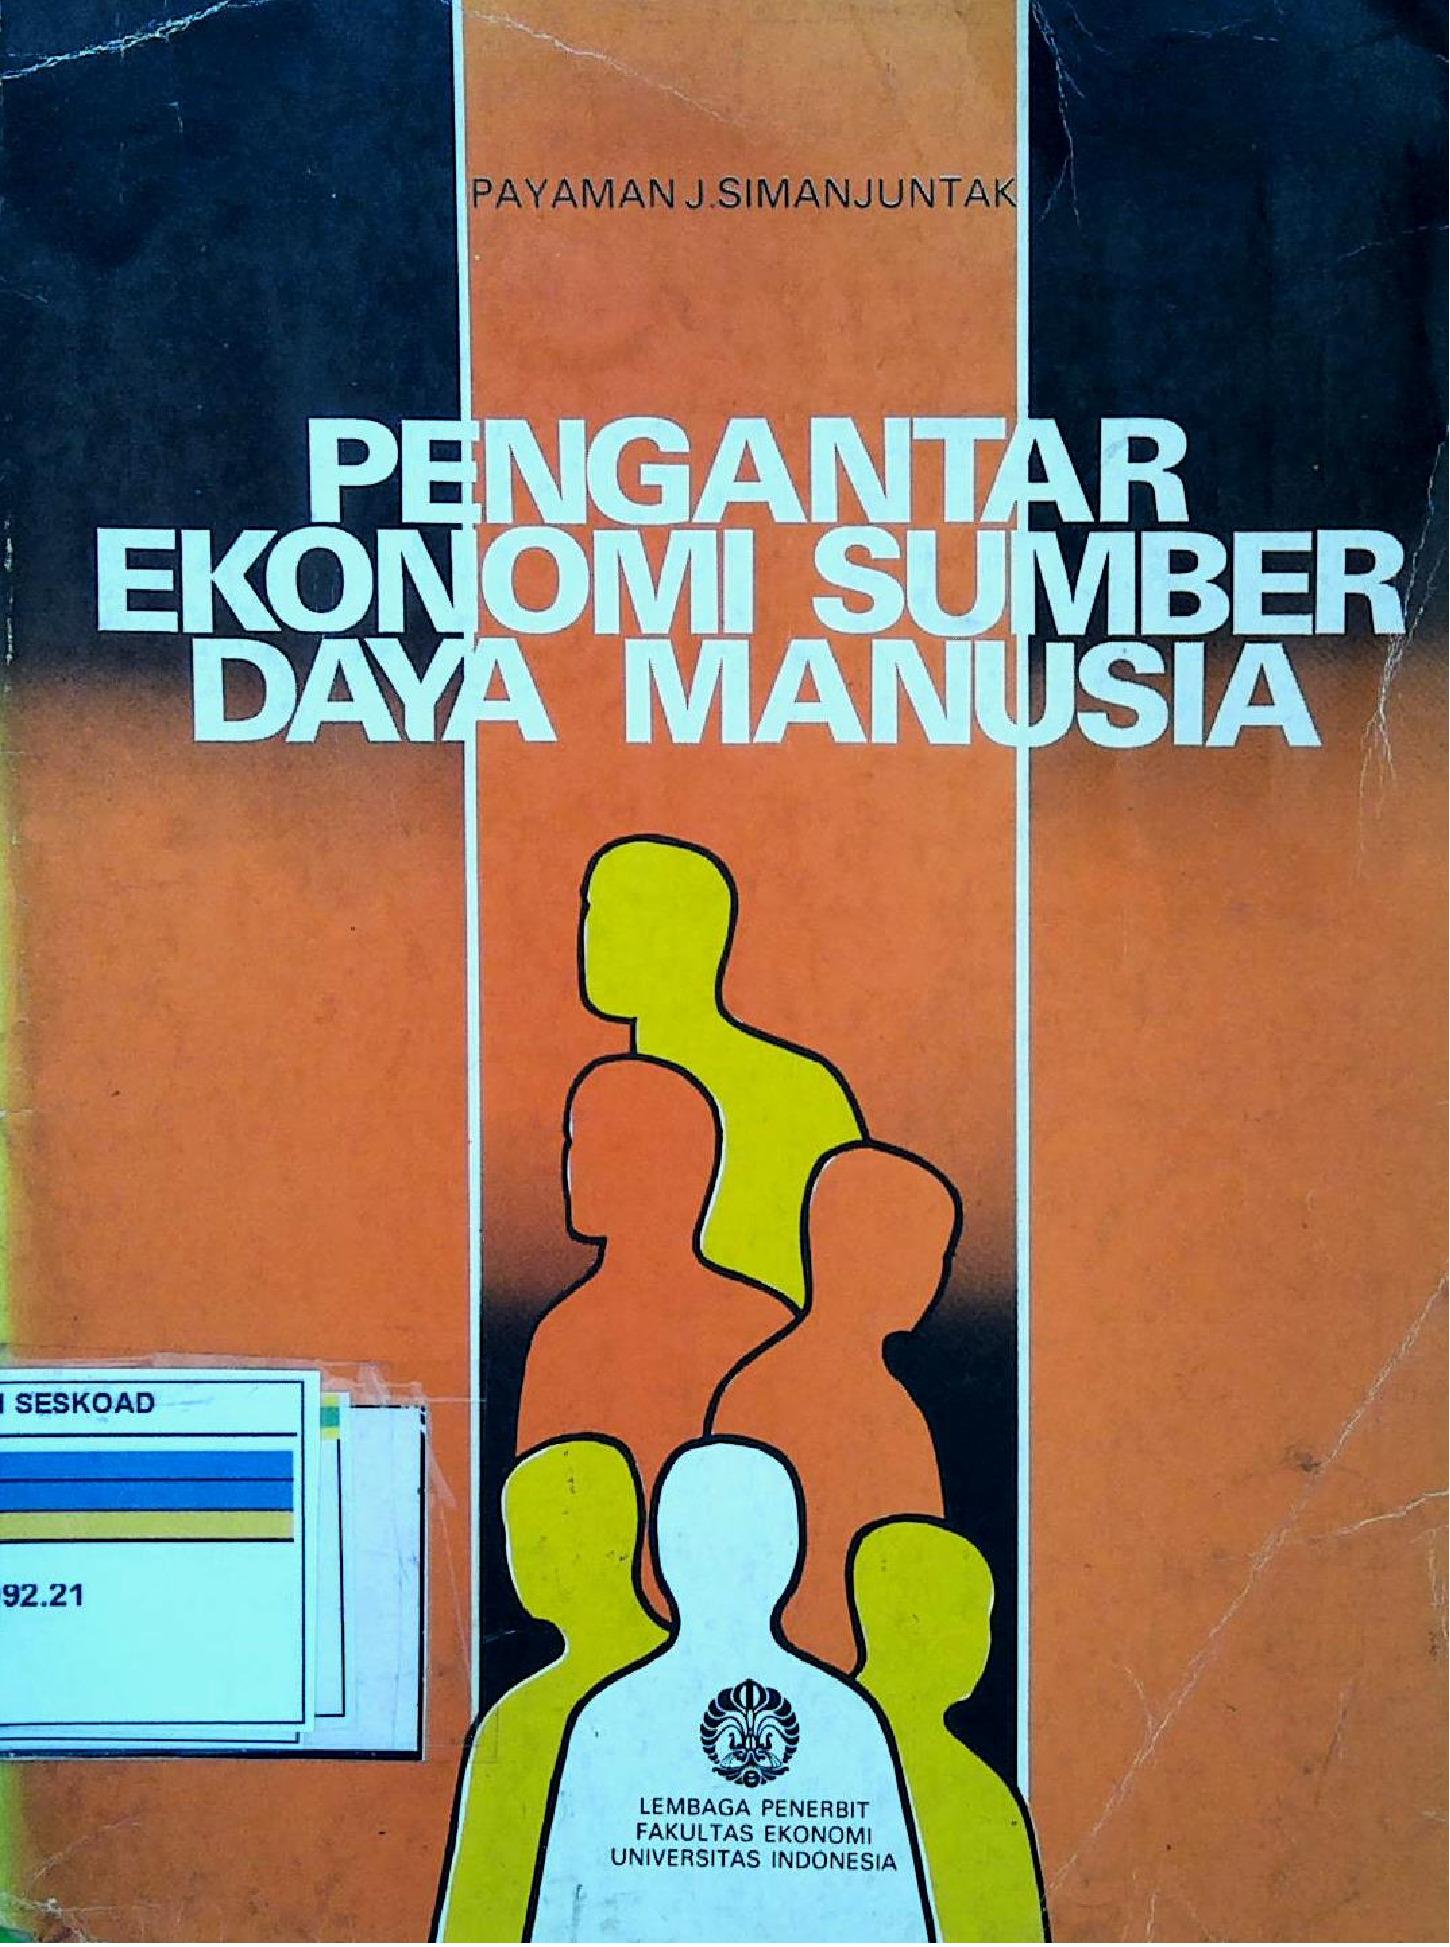 PAYAMAN J.SIMANJUNTAK
PENGANTAR
EKONOMI SUMBER
DAYA MANUSIA
SESKOAD
92.21
LEMBAGA PENERBIT
FAKULTAS EKONOMI
UNIVERSITAS INDONESIA